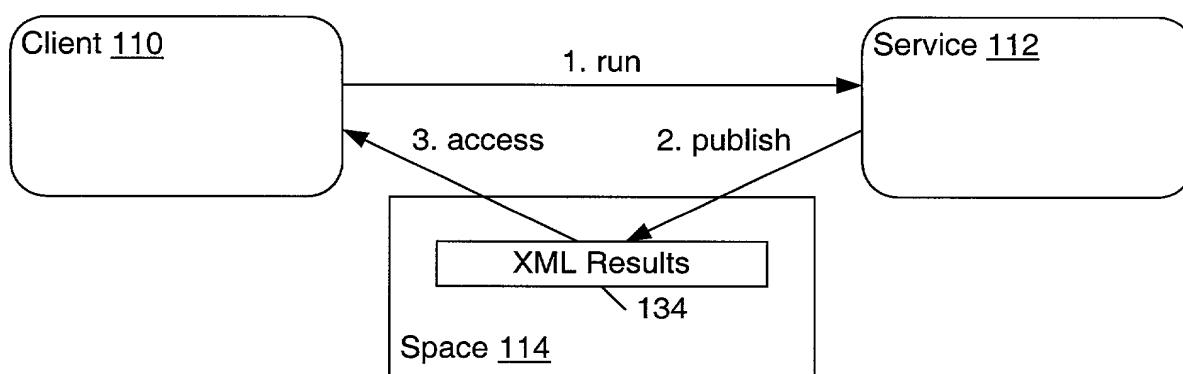 Client 110
Service 112
1. run
3. access
2. publish
XML Results
134
Space 114